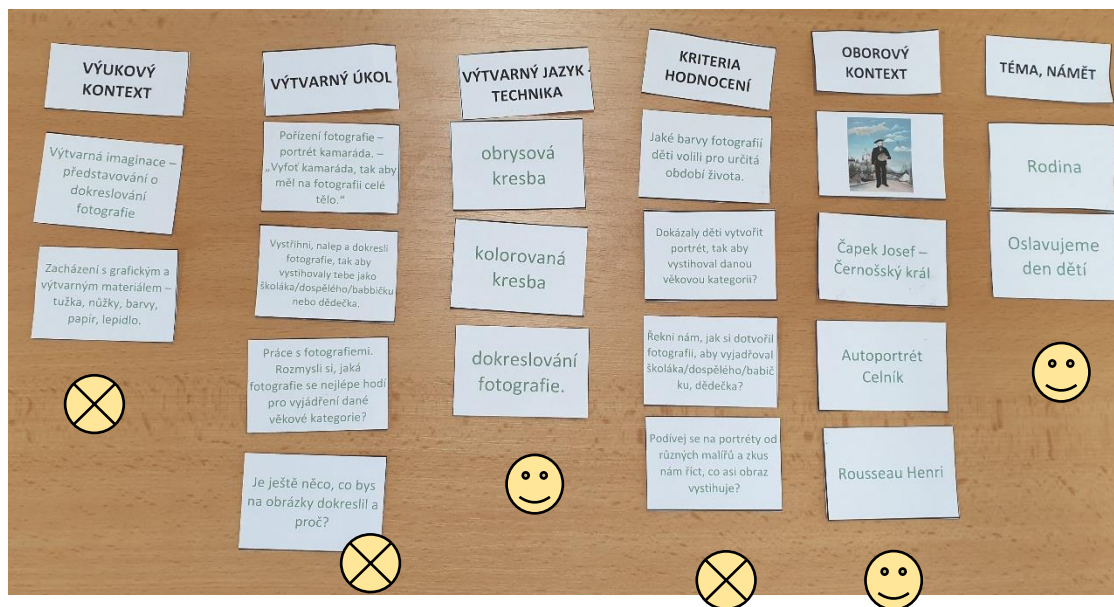 VÝUKOVÝ
KONTEXT
Výtvarná imaginace –
představování o
dokreslování
fotografie
Zacházení s grafickým a
výtvarným materiálem –
tužka, nůžky, barvy,
papír, lepidlo.
VÝTVARNÝ ÚKOL
Pořízení fotografie –
portrét kamaráda. –
„Vyfoť kamaráda, tak aby
měl na fotografii celé
tělo.“
Vystřihni, nalep a dokresli
fotografie, tak aby
vystihovaly tebe jako
školáka/dospělého/babbičku
nebo dědečka.
Práce s fotografiemi.
Rozmysli si, jaká
fotografie se nejlépe hodí
pro vyjádření dané
věkové kategorie?
Je ještě něco, co bys
na obrázky dokreslil a
proč?
VÝTVARNÝ JAZYK -
TECHNIKA
obrysová
kresba
kolorovaná
kresba
dokreslování
fotografie.
KRITERIA
HODNOCENÍ
Jaké barvy fotografií
děti volili pro určitá
období života.
Dokázaly děti vytvořit
portrét, tak aby
vystihoval danou
věkovou kategorii?
Řekni nám, jak si dotvořil
fotografii, aby vyjadřoval
školáka/dospělého/babič
ku, dědečka?
Podívej se na portréty od
různých malířů a zkus
nám říct, co asi obraz
vystihuje?
OBOROVÝ
KONTEXT
Čapek Josef –
Černošský král
Autoportrét
Celník
Rousseau Henri
TÉMA, NÁMĚT
Rodina
Oslavujeme
den dětí